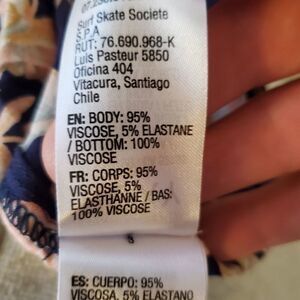 Surf Skate Societe
S.P.A
RUT: 76.690.968-K
Luis Pasteur 5850
Oficina 404
Vitacura, Santiago
Chile
EN: BODY: 95%
VISCOSE, 5% ELASTANE
/ BOTTOM: 100%
VISCOSE
FR: CORPS: 95%
VISCOSE, 5%
ELASTHANNE / BAS:
100% VISCOSE
ES: CUERPO: 95%
VISCOSA, 5% ELASTANO